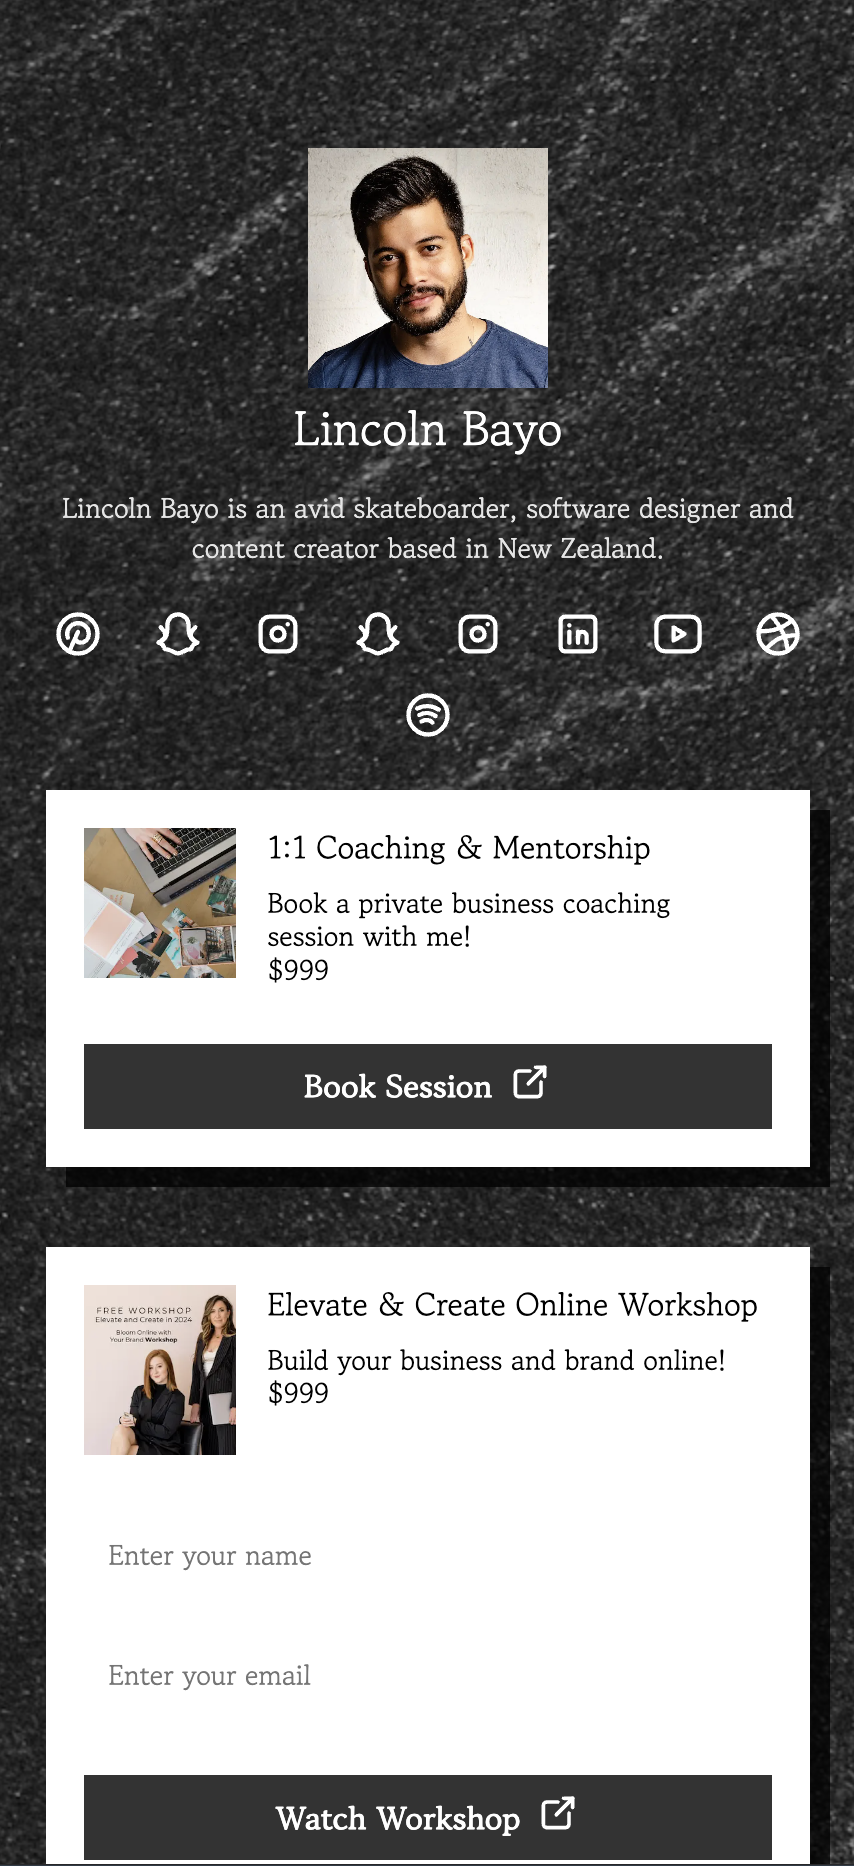 Lincoln Bayo
Lincoln Bayo is an avid skateboarder, software designer and
content creator based in New Zealand.
1:1 Coaching & Mentorship
Book a private business coaching
session with me!
$999
Book Session
FREE WORKSHOP
Elevate and Create in 2024
Bloom Online with
Your Brand Workshop
Elevate & Create Online Workshop
Build your business and brand online!
$999
Enter your name
Enter your email
Watch Workshop